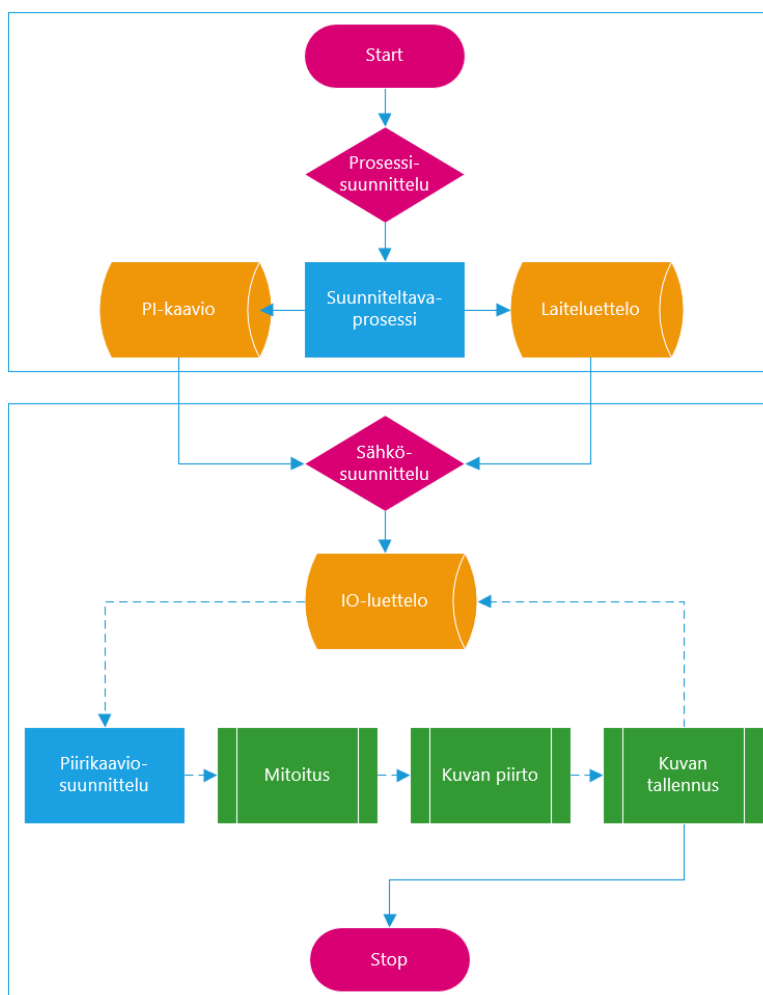 Start
Prosessi-
suunnittelu
PI-kaavio
Suunniteltava-
prosessi
Laiteluettelo
Sähkö-
suunnittelu
IO-luettelo
Piirikaavio-
suunnittelu
Mitoitus
Kuvan piirto
Kuvan
tallennus
Stop